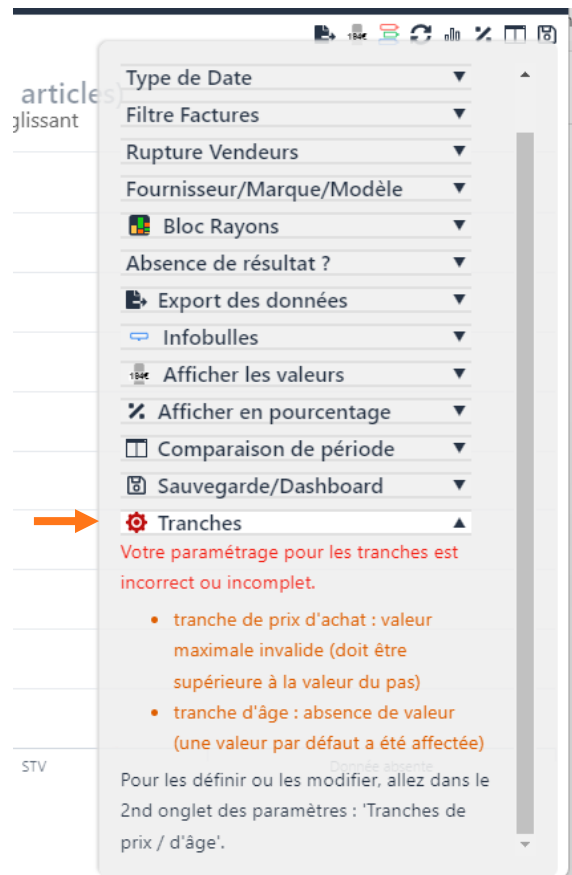 184€
articles)
glissant
Type de Date
Filtre Factures
Rupture Vendeurs
Fournisseur/Marque/Modèle
Bloc Rayons
Absence de résultat ?
Export des données
Infobulles
184€ Afficher les valeurs
Afficher en pourcentage
Comparaison de période
Sauvegarde/Dashboard
Tranches
Votre paramétrage pour les tranches est
incorrect ou incomplet.
• tranche de prix d'achat : valeur
maximale invalide (doit être
supérieure à la valeur du pas)
• tranche d'âge : absence de valeur
(une valeur par défaut a été affectée)
STV
Donnée absente
Pour les définir ou les modifier, allez dans le
2nd onglet des paramètres : 'Tranches de
prix / d'âge'.